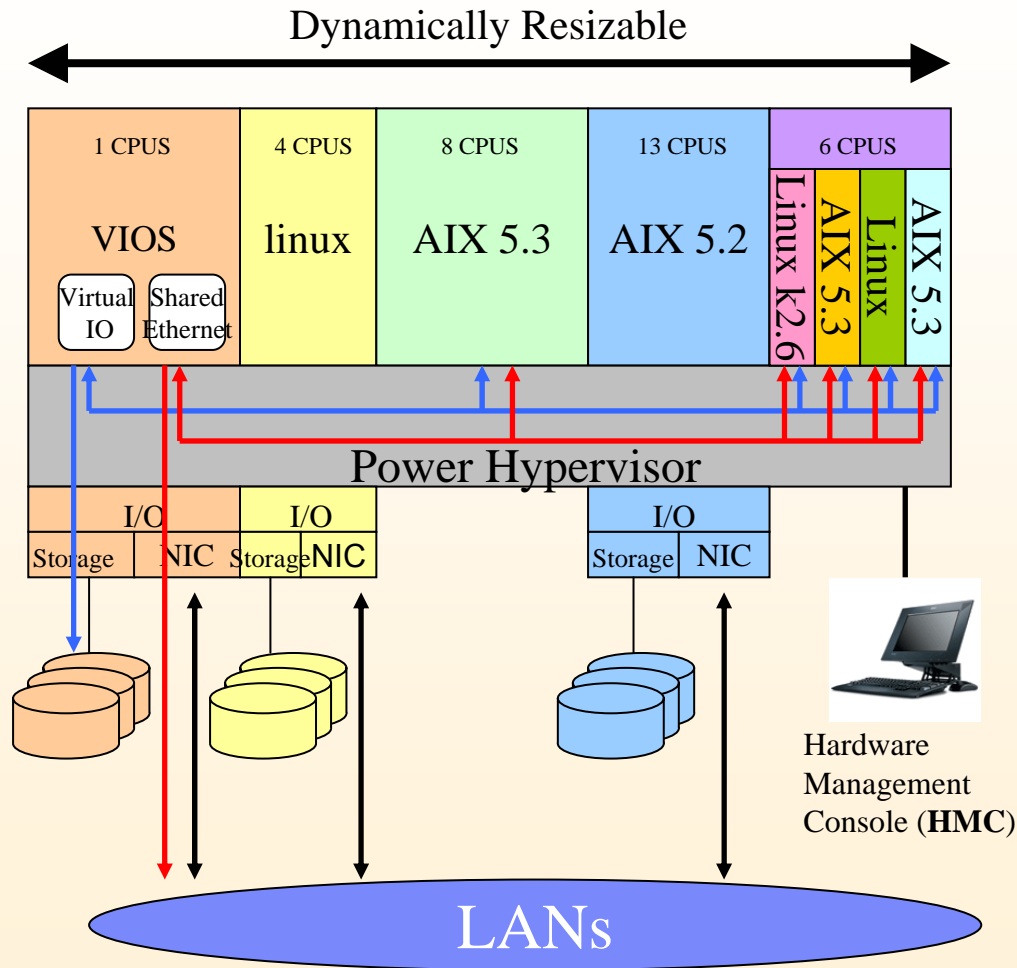 Dynamically Resizable
1 CPUS
4 CPUS
8 CPUS
13 CPUS
6 CPUS
VIOS
linux
AIX 5.3
AIX 5.2
Linux k2.6
AIX 5.3
Linux
AIX 5.3
Virtual
IO
Shared
Ethernet
Power Hypervisor
I/O
I/O
I/O
Storage
NIC
Storage
NIC
Storage
NIC
Hardware
Management
Console (HMC)
LANs